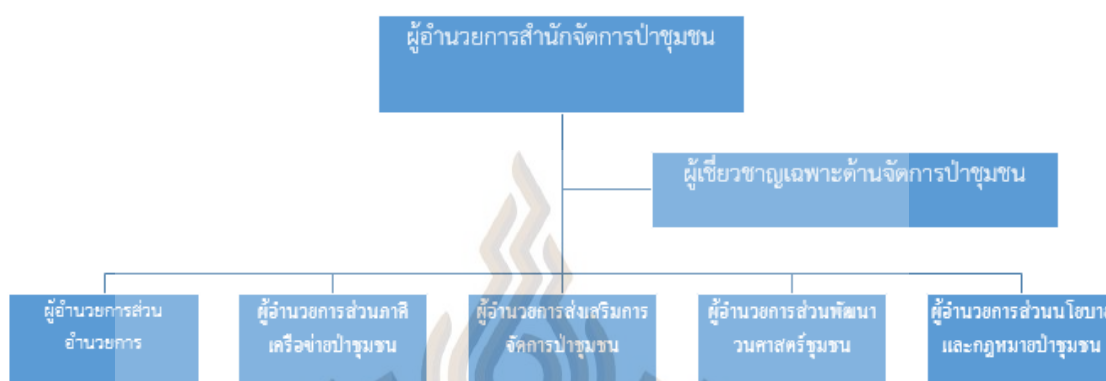 ผู้อำนวยการสำนักจัดการป่าชุมชน
ผู้เชี่ยวชาญเฉพาะด้านจัดการป่าชุมชน
ผู้อำนวยการส่วน
อำนวยการ
ผู้อำนวยการส่วนภาคี
เครือข่ายป่าชุมชน
ผู้อำนวยการส่งเสริมการ
จัดการป่าชุมชน
ผู้อำนวยการส่วนพัฒนา
วนศาสตร์ชุมชน
ผู้อำนวยการส่วนนโยบาย
และกฎหมายป่าชุมชน